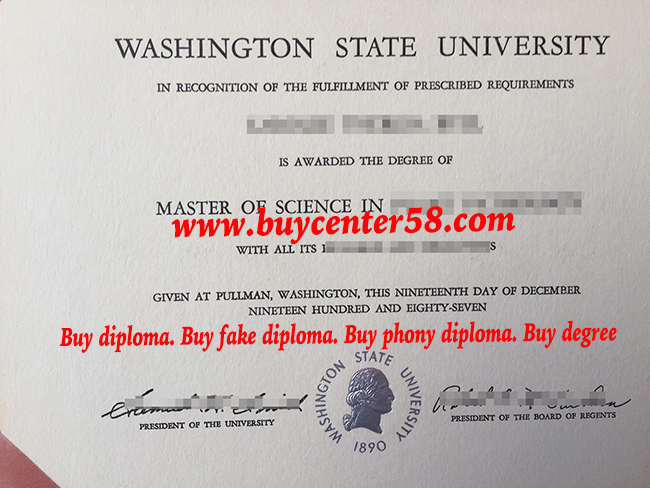 WASHINGTON STATE UNIVERSITY
IN RECOGNITION OF THE FULFILLMENT OF PRESCRIBED REQUIREMENTS
IS AWARDED THE DEGREE OF
MASTER OF SCIENCE IN
www.buycenter58.com
WITH ALL ITS
GIVEN AT PULLMAN, WASHINGTON, THIS NINETEENTH DAY OF DECEMBER
NINETEEN HUNDRED AND EIGHTY-SEVEN
Buy diploma. Buy fake diploma. Buy phony diploma. Buy degree
WASHINGTON STATE UNIVERSITY
1890
PRESIDENT OF THE UNIVERSITY
PRESIDENT OF THE BOARD OF REGENTS